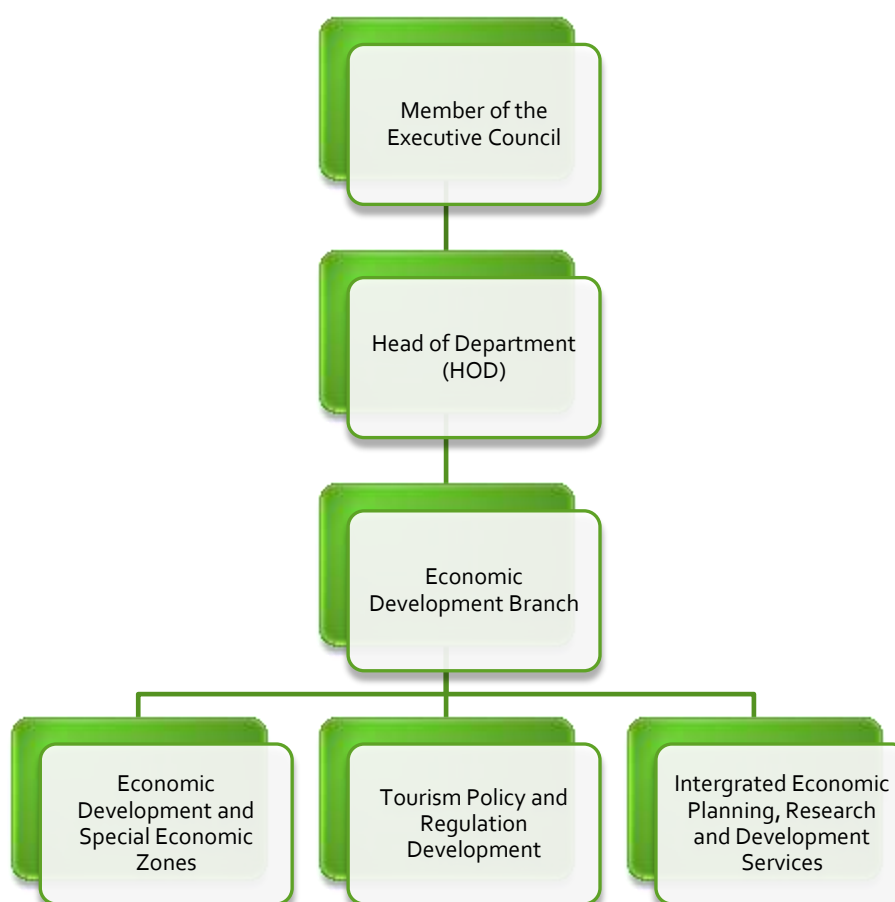 Member of the
Executive Council
Head of Department
(HOD)
Economic
Development Branch
Economic
Development and
Special Economic
Zones
Tourism Policy and
Regulation
Development
Intergrated Economic
Planning, Research
and Development
Services